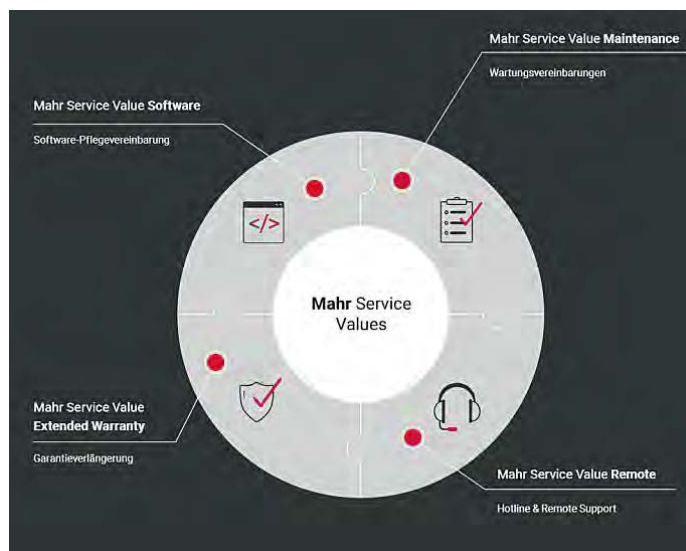 Mahr Service Value Maintenance
Wartungsvereinbarungen
Mahr Service Value Software
Software-Pflegevereinbarung
</>
Mahr Service
Values
Mahr Service Value
Extended Warranty
Garantieverlängerung
Mahr Service Value Remote
Hotline & Remote Support